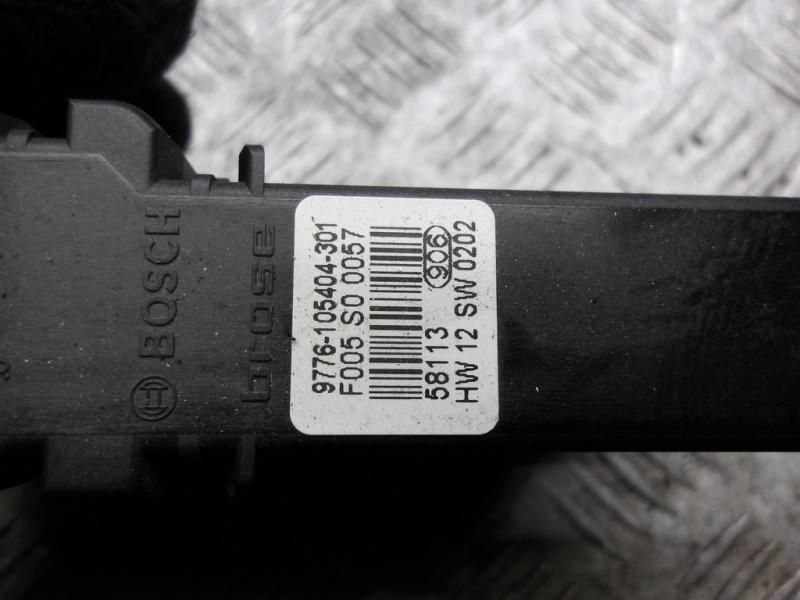 BOSCH
brose
9776-105404-301
F005 S0 0057
58113 906
HW 12 SW 0202